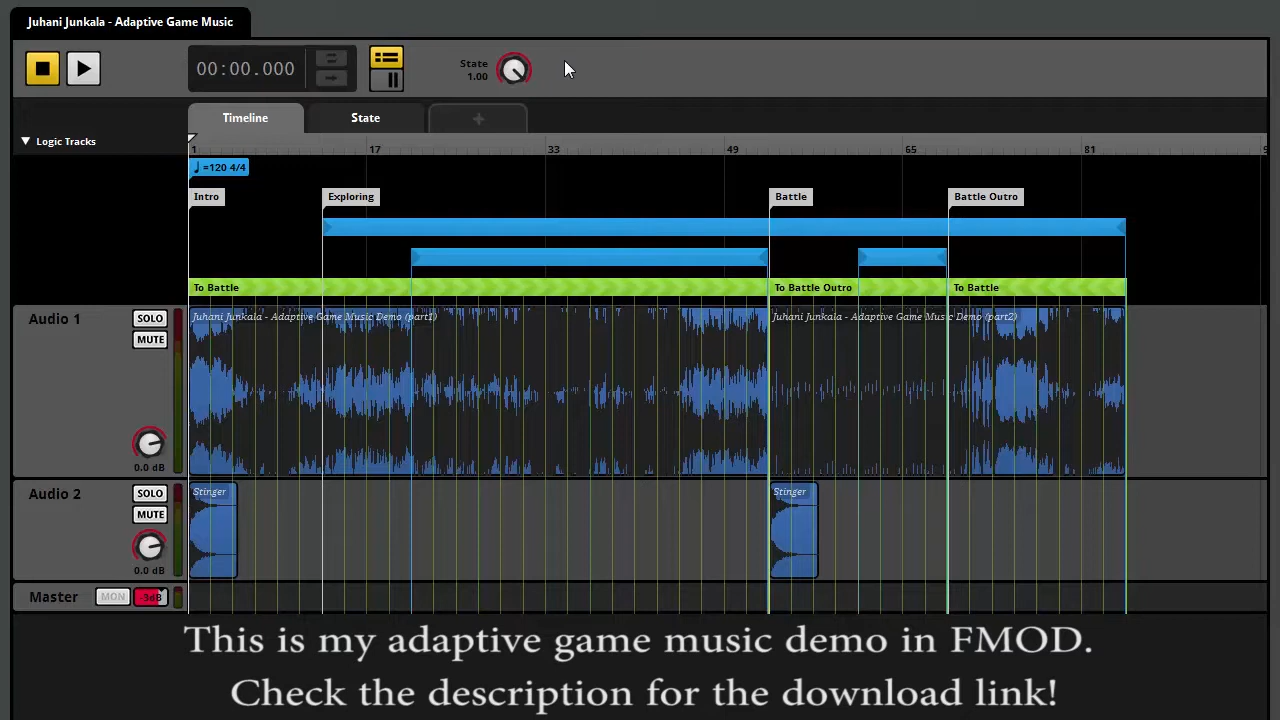 Juhani Junkala - Adaptive Game Music
00:00.000
State
1.00
Timeline
State
+
Logic Tracks
1 17 33 49 65 81 9
=120 4/4
Intro
Exploring
Battle
Battle Outro
To Battle
To Battle Outro
To Battle
Audio 1
SOLO
MUTE
0.0 dB
Juhani Junkala - Adaptive Game Music Demo (part1)
Juhani Junkala - Adaptive Game Music Demo (part2)
Audio 2
SOLO
MUTE
0.0 dB
Stinger
Stinger
Master
MON
-3dB
This is my adaptive game music demo in FMOD.
Check the description for the download link!